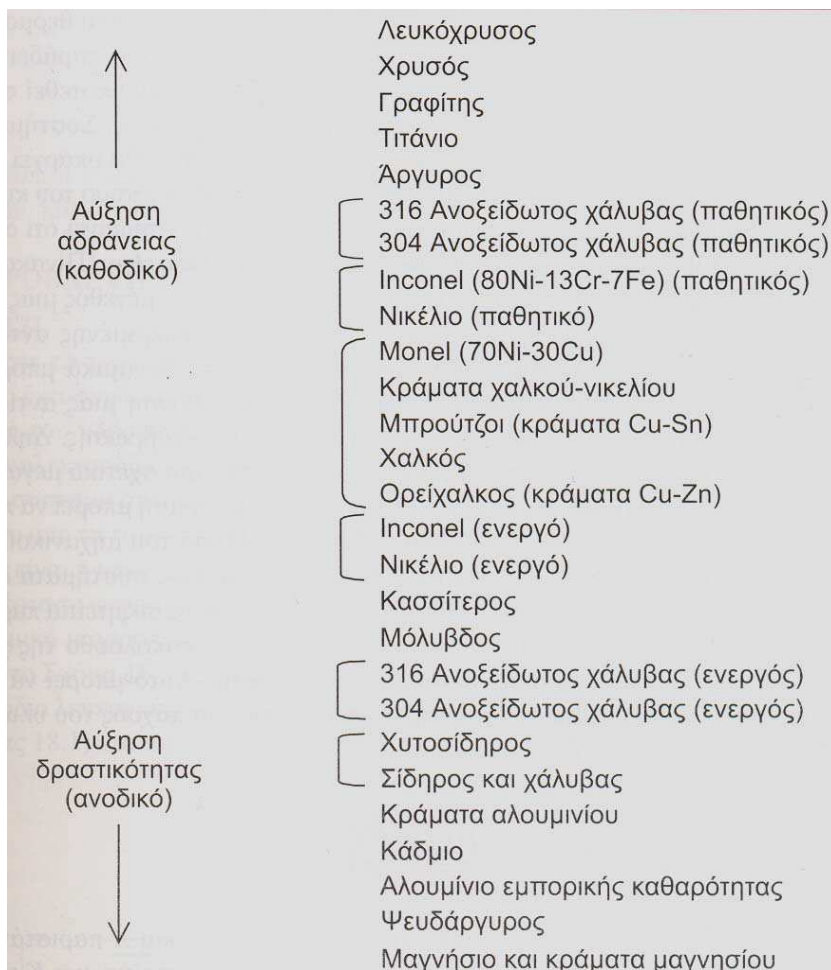 Λευκόχρυσος
Χρυσός
Γραφίτης
Τιτάνιο
Άργυρος
Αύξηση
αδράνειας
(καθοδικό)
316 Ανοξείδωτος χάλυβας (παθητικός)
304 Ανοξείδωτος χάλυβας (παθητικός)
Inconel (80Ni-13Cr-7Fe) (παθητικός)
Νικέλιο (παθητικό)
Monel (70Ni-30Cu)
Κράματα χαλκού-νικελίου
Μπρούτζοι (κράματα Cu-Sn)
Χαλκός
Ορείχαλκος (κράματα Cu-Zn)
Inconel (ενεργό)
Νικέλιο (ενεργό)
Κασσίτερος
Μόλυβδος
316 Ανοξείδωτος χάλυβας (ενεργός)
304 Ανοξείδωτος χάλυβας (ενεργός)
Αύξηση
δραστικότητας
(ανοδικό)
Χυτοσίδηρος
Σίδηρος και χάλυβας
Κράματα αλουμινίου
Κάδμιο
Αλουμίνιο εμπορικής καθαρότητας
Ψευδάργυρος
Μαγνήσιο και κράματα μαγνησίου